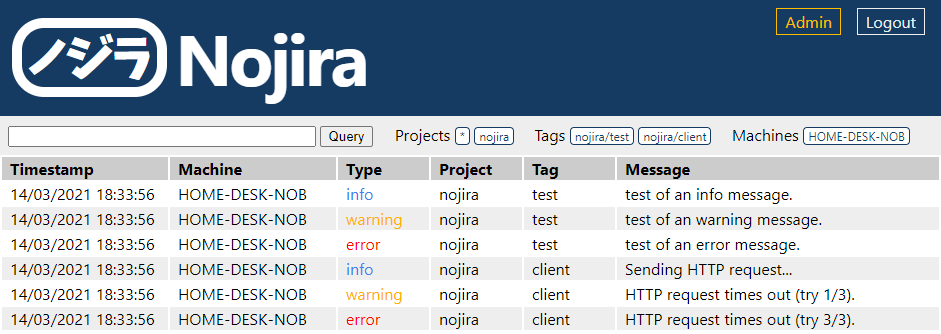 Admin Logout
ノジラ Nojira
Query Projects * nojira Tags nojira/test nojira/client Machines HOME-DESK-NOB
Timestamp Machine Type Project Tag Message
14/03/2021 18:33:56 HOME-DESK-NOB info nojira test test of an info message.
14/03/2021 18:33:56 HOME-DESK-NOB warning nojira test test of an warning message.
14/03/2021 18:33:56 HOME-DESK-NOB error nojira test test of an error message.
14/03/2021 18:33:56 HOME-DESK-NOB info nojira client Sending HTTP request...
14/03/2021 18:33:56 HOME-DESK-NOB warning nojira client HTTP request times out (try 1/3).
14/03/2021 18:33:56 HOME-DESK-NOB error nojira client HTTP request times out (try 3/3).